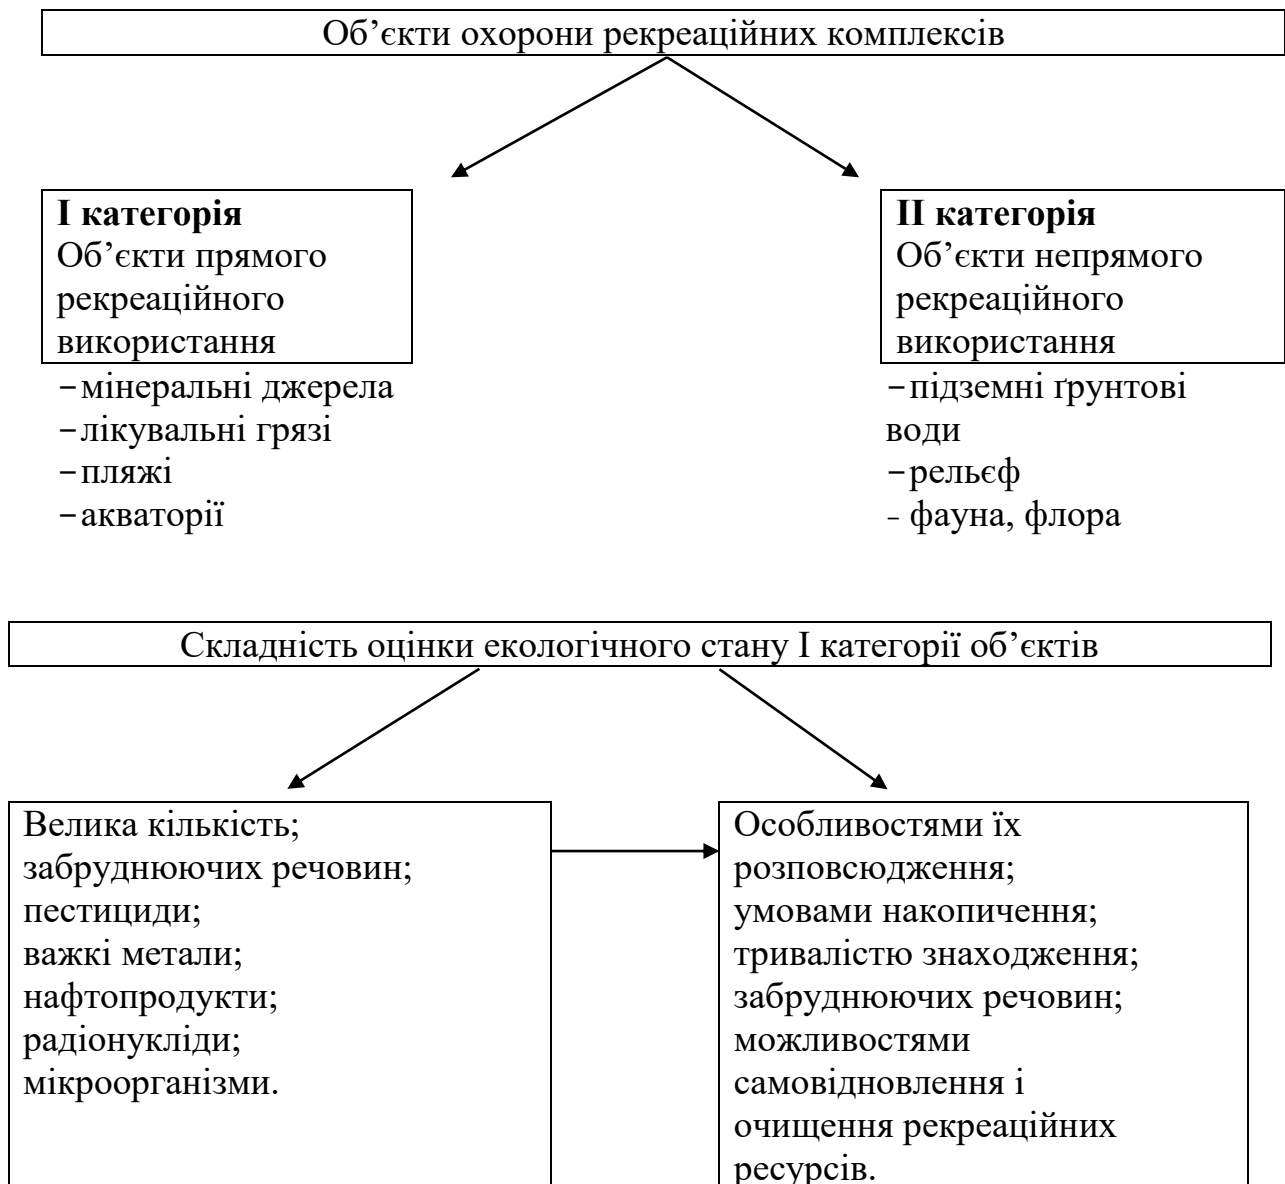 Об’єкти охорони рекреаційних комплексів
І категорія
Об’єкти прямого
рекреаційного
використання
–мінеральні джерела
–лікувальні грязі
–пляжі
–акваторії
ІІ категорія
Об’єкти непрямого
рекреаційного
використання
–підземні ґрунтові
води
–рельєф
- фауна, флора
Складність оцінки екологічного стану І категорії об’єктів
Велика кількість;
забруднюючих речовин;
пестициди;
важкі метали;
нафтопродукти;
радіонукліди;
мікроорганізми.
Особливостями їх
розповсюдження;
умовами накопичення;
тривалістю знаходження;
забруднюючих речовин;
можливостями
самовідновлення і
очищення рекреаційних
ресурсів.